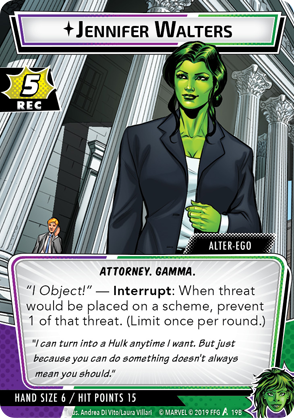 JENNIFER WALTERS
5
REC
ALTER-EGO
ATTORNEY. GAMMA.
"I Object!" — Interrupt: When threat
would be placed on a scheme, prevent
1 of that threat. (Limit once per round.)
"I can turn into a Hulk anytime I want. But just
because you can do something doesn't always
mean you should."
HAND SIZE 6 / HIT POINTS 15
us. Andrea Di Vito/Laura Villari © MARVEL © 2019 FFG 19B